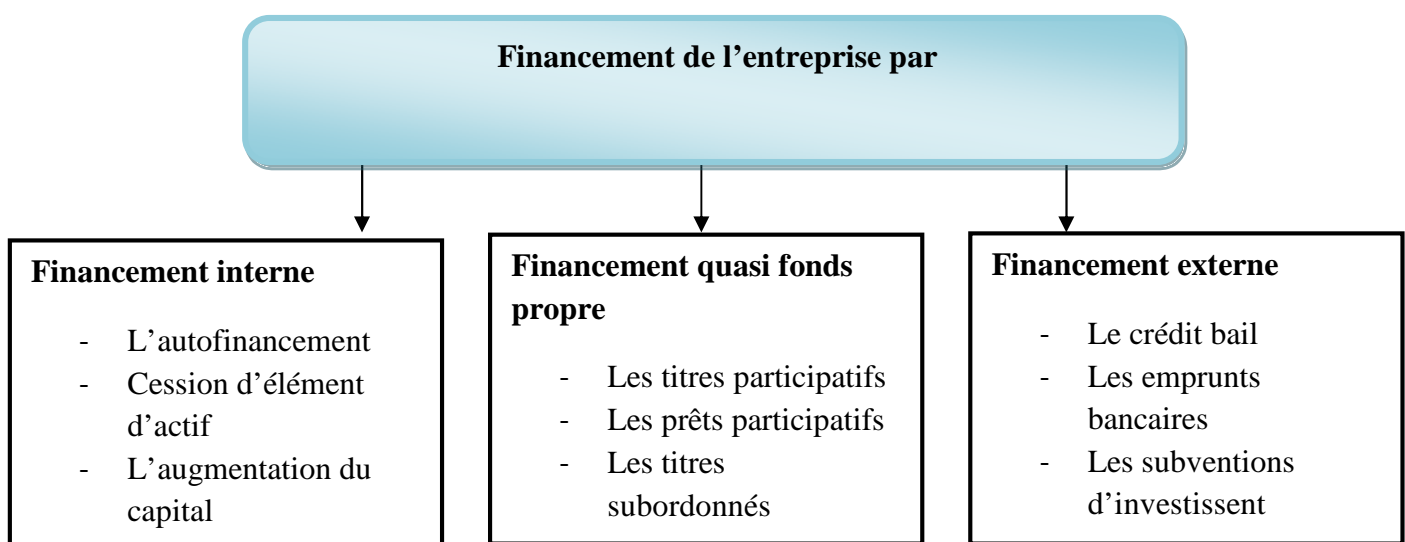 Financement de l’entreprise par
Financement interne
- L’autofinancement
- Cession d’élément
d’actif
- L’augmentation du
capital
Financement quasi fonds
propre
- Les titres participatifs
- Les prêts participatifs
- Les titres
subordonnés
Financement externe
- Le crédit bail
- Les emprunts
bancaires
- Les subventions
d’investissent